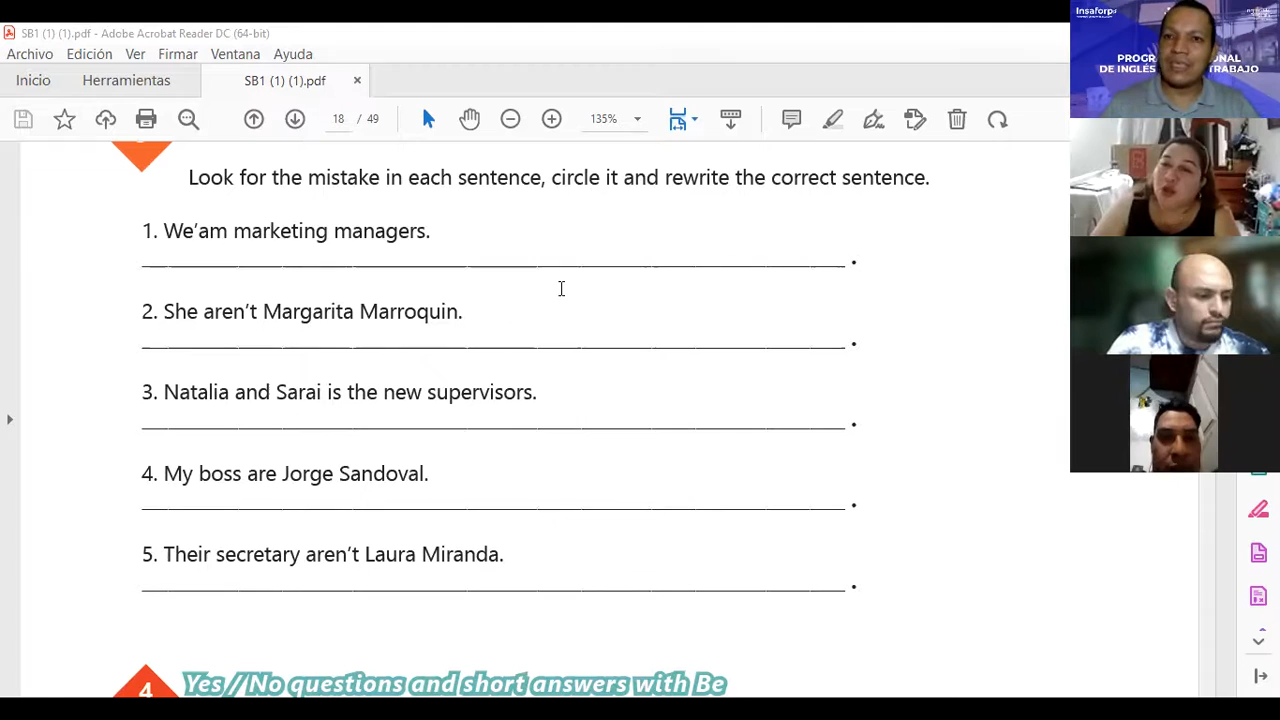 SB1 (1) (1).pdf - Adobe Acrobat Reader DC (64-bit)
Archivo Edición Ver Firmar Ventana Ayuda
Inicio Herramientas SB1 (1) (1).pdf ×
18 / 49 135%
Look for the mistake in each sentence, circle it and rewrite the correct sentence.
1. We’am marketing managers.
2. She aren’t Margarita Marroquin.
3. Natalia and Sarai is the new supervisors.
4. My boss are Jorge Sandoval.
5. Their secretary aren’t Laura Miranda.
4 Yes / No questions and short answers with Be
Insaforp